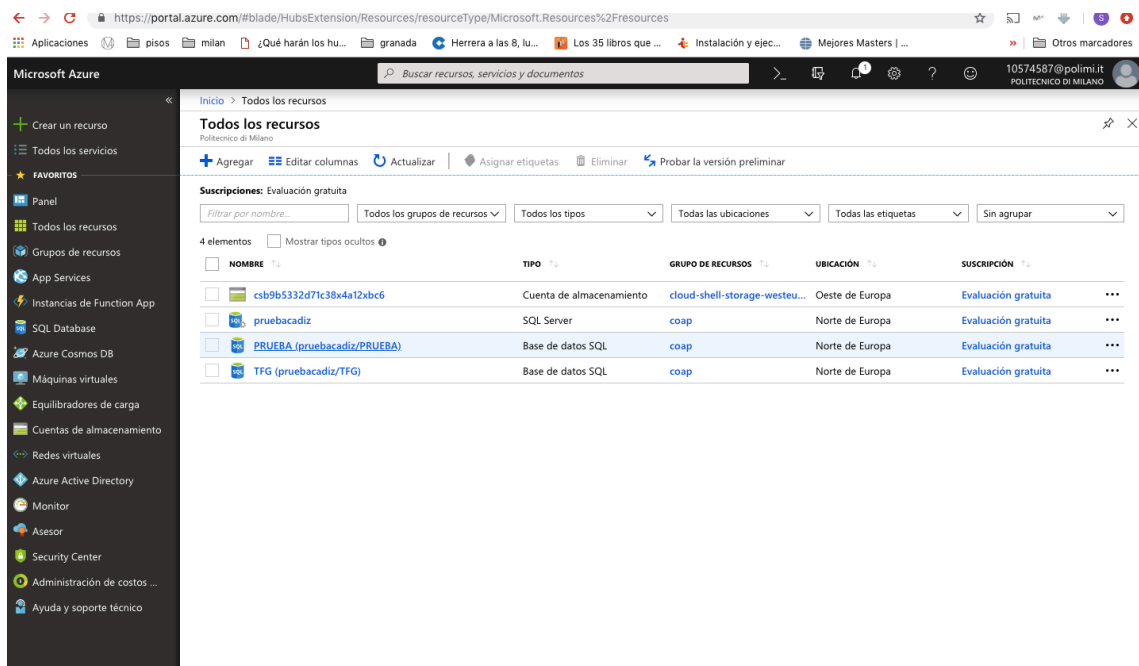 https://portal.azure.com/#blade/HubsExtension/Resources/resourceType/Microsoft.Resources%2Fresources
Aplicaciones pisos milan ¿Qué harán los hu... granada Herrera a las 8, lu... Los 35 libros que ... Instalación y ejec... Mejores Masters | ... » Otros marcadores
Microsoft Azure Buscar recursos, servicios y documentos 1 10574587@polimi.it
POLITECNICO DI MILANO
Inicio > Todos los recursos
Todos los recursos
Politecnico di Milano
Agregar Editar columnas Actualizar Asignar etiquetas Eliminar Probar la versión preliminar
Suscripciones: Evaluación gratuita
Filtrar por nombre... Todos los grupos de recursos Todos los tipos Todas las ubicaciones Todas las etiquetas Sin agrupar
4 elementos Mostrar tipos ocultos
NOMBRE TIPO GRUPO DE RECURSOS UBICACIÓN SUSCRIPCIÓN
csb9b5332d71c38x4a12xbc6 Cuenta de almacenamiento cloud-shell-storage-westeu... Oeste de Europa Evaluación gratuita ...
pruebacadiz SQL Server coap Norte de Europa Evaluación gratuita ...
PRUEBA (pruebacadiz/PRUEBA) Base de datos SQL coap Norte de Europa Evaluación gratuita ...
TFG (pruebacadiz/TFG) Base de datos SQL coap Norte de Europa Evaluación gratuita ...
Crear un recurso
Todos los servicios
FAVORITOS
Panel
Todos los recursos
Grupos de recursos
App Services
Instancias de Function App
SQL Database
Azure Cosmos DB
Máquinas virtuales
Equilibradores de carga
Cuentas de almacenamiento
Redes virtuales
Azure Active Directory
Monitor
Asesor
Security Center
Administración de costos ...
Ayuda y soporte técnico